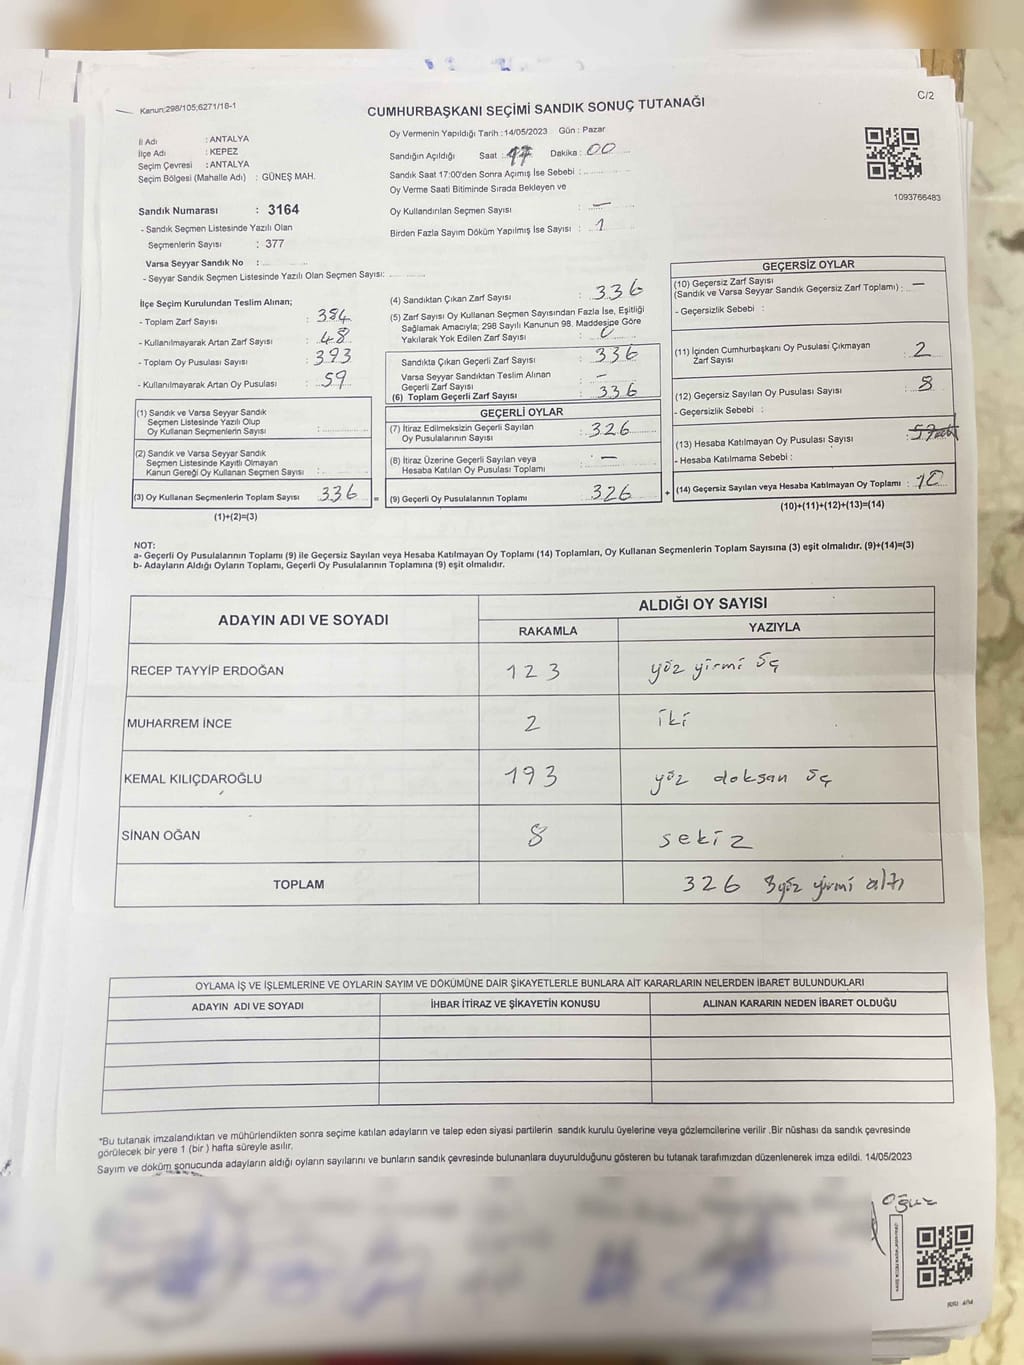 Kanun:298/105;6271/18-1
CUMHURBAŞKANI SEÇİMİ SANDIK SONUÇ TUTANAĞI
C/2
İl Adı : ANTALYA
İlçe Adı : KEPEZ
Seçim Çevresi : ANTALYA
Seçim Bölgesi (Mahalle Adı) : GÜNEŞ MAH.
Oy Vermenin Yapıldığı Tarih :14/05/2023 Gün : Pazar
Sandığın Açıldığı Saat : 17 Dakika : 00
Sandık Saat 17:00'den Sonra Açımış İse Sebebi :
Oy Verme Saati Bitiminde Sırada Bekleyen ve
Oy Kullandırılan Seçmen Sayısı : —
Birden Fazla Sayım Döküm Yapılmış İse Sayısı : 1
1093766483
Sandık Numarası : 3164
- Sandık Seçmen Listesinde Yazılı Olan
Seçmenlerin Sayısı : 377
Varsa Seyyar Sandık No :
- Seyyar Sandık Seçmen Listesinde Yazılı Olan Seçmen Sayısı:
İlçe Seçim Kurulundan Teslim Alınan;
- Toplam Zarf Sayısı : 384
- Kullanılmayarak Artan Zarf Sayısı : 48
- Toplam Oy Pusulası Sayısı : 393
- Kullanılmayarak Artan Oy Pusulası : 59
(1) Sandık ve Varsa Seyyar Sandık
Seçmen Listesinde Yazılı Olup
Oy Kullanan Seçmenlerin Sayısı :
(2) Sandık ve Varsa Seyyar Sandık
Seçmen Listesinde Kayıtlı Olmayan
Kanun Gereği Oy Kullanan Seçmen Sayısı :
(3) Oy Kullanan Seçmenlerin Toplam Sayısı 336 =
(1)+(2)=(3)
(4) Sandıktan Çıkan Zarf Sayısı : 336
(5) Zarf Sayısı Oy Kullanan Seçmen Sayısından Fazla İse, Eşitliği
Sağlamak Amacıyla; 298 Sayılı Kanunun 98. Maddesine Göre
Yakılarak Yok Edilen Zarf Sayısı :
Sandıkta Çıkan Geçerli Zarf Sayısı : 336
Varsa Seyyar Sandıktan Teslim Alınan
Geçerli Zarf Sayısı : —
(6) Toplam Geçerli Zarf Sayısı : 336
GEÇERLİ OYLAR
(7) İtiraz Edilmeksizin Geçerli Sayılan
Oy Pusulalarının Sayısı : 326
(8) İtiraz Üzerine Geçerli Sayılan veya
Hesaba Katılan Oy Pusulası Toplamı : —
(9) Geçerli Oy Pusulalarının Toplamı : 326 +
GEÇERSİZ OYLAR
(10) Geçersiz Zarf Sayısı
(Sandık ve Varsa Seyyar Sandık Geçersiz Zarf Toplamı) : —
- Geçersizlik Sebebi :
(11) İçinden Cumhurbaşkanı Oy Pusulası Çıkmayan
Zarf Sayısı : 2
(12) Geçersiz Sayılan Oy Pusulası Sayısı : 8
- Geçersizlik Sebebi :
(13) Hesaba Katılmayan Oy Pusulası Sayısı :
- Hesaba Katılmama Sebebi :
(14) Geçersiz Sayılan veya Hesaba Katılmayan Oy Toplamı : 10
(10)+(11)+(12)+(13)=(14)
NOT:
a- Geçerli Oy Pusulalarının Toplamı (9) ile Geçersiz Sayılan veya Hesaba Katılmayan Oy Toplamı (14) Toplamları, Oy Kullanan Seçmenlerin Toplam Sayısına (3) eşit olmalıdır. (9)+(14)=(3)
b- Adayların Aldığı Oyların Toplamı, Geçerli Oy Pusulalarının Toplamına (9) eşit olmalıdır.
ADAYIN ADI VE SOYADI
ALDIĞI OY SAYISI
RAKAMLA YAZIYLA
RECEP TAYYİP ERDOĞAN 123 yüz yirmi üç
MUHARREM İNCE 2 iki
KEMAL KILIÇDAROĞLU 193 yüz doksan üç
SİNAN OĞAN 8 sekiz
TOPLAM 326 3yüz yirmi altı
OYLAMA İŞ VE İŞLEMLERİNE VE OYLARIN SAYIM VE DÖKÜMÜNE DAİR ŞİKAYETLERLE BUNLARA AİT KARARLARIN NELERDEN İBARET BULUNDUKLARI
ADAYIN ADI VE SOYADI İHBAR İTİRAZ VE ŞİKAYETİN KONUSU ALINAN KARARIN NEDEN İBARET OLDUĞU
*Bu tutanak imzalandıktan ve mühürlendikten sonra seçime katılan adayların ve talep eden siyasi partilerin sandık kurulu üyelerine veya gözlemcilerine verilir .Bir nüshası da sandık çevresinde
görülecek bir yere 1 (bir ) hafta süreyle asılır.
Sayım ve döküm sonucunda adayların aldığı oyların sayılarını ve bunların sandık çevresinde bulunanlara duyurulduğunu gösteren bu tutanak tarafımızdan düzenlenerek imza edildi. 14/05/2023
Oğuz